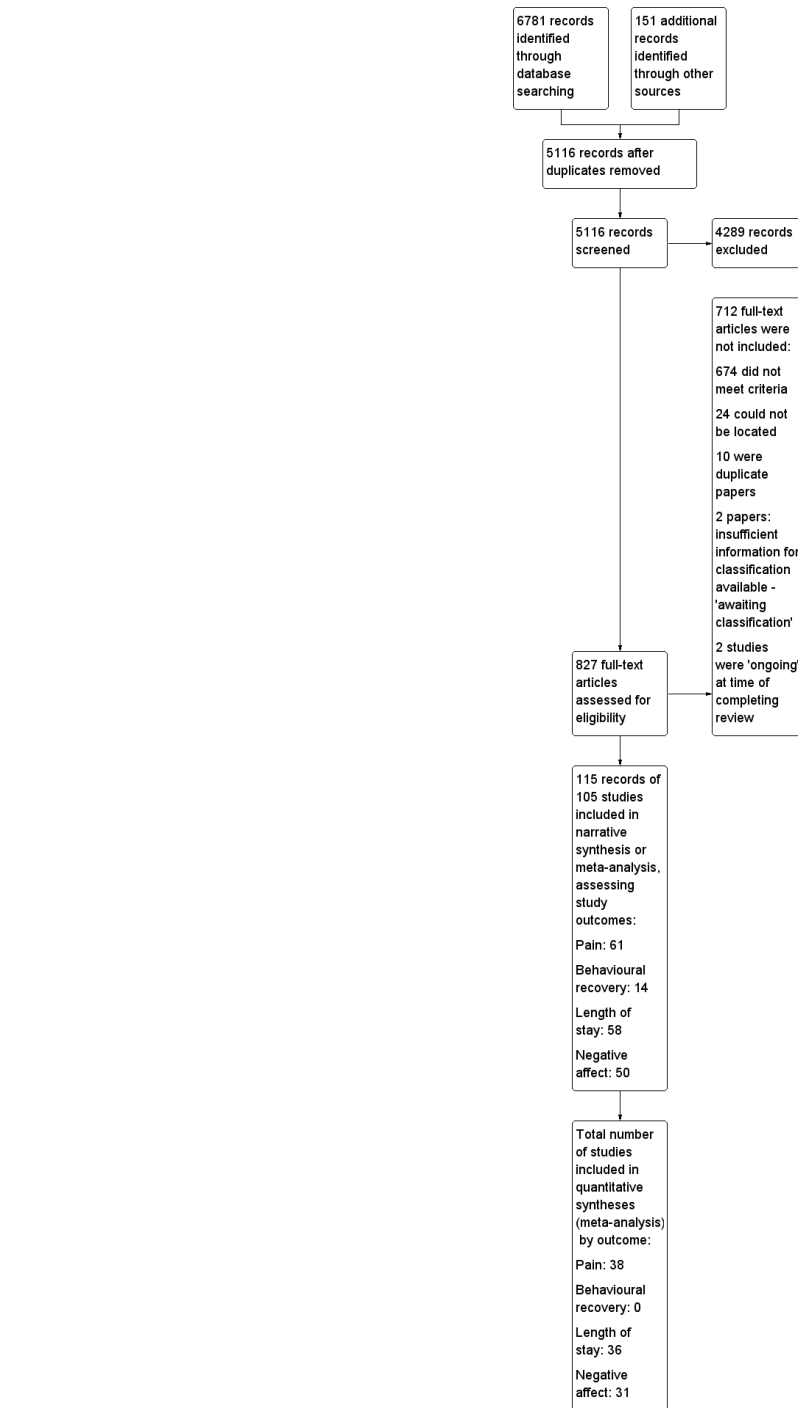 6781 records
identified
through
database
searching
151 additional
records
identified
through other
sources
5116 records after
duplicates removed
5116 records
screened
4289 records
excluded
712 full-text
articles were
not included:
674 did not
meet criteria
24 could not
be located
10 were
duplicate
papers
2 papers:
insufficient
information for
classification
available -
'awaiting
classification'
2 studies
were 'ongoing'
at time of
completing
review
827 full-text
articles
assessed for
eligibility
115 records of
105 studies
included in
narrative
synthesis or
meta-analysis,
assessing
study
outcomes:
Pain: 61
Behavioural
recovery: 14
Length of
stay: 58
Negative
affect: 50
Total number
of studies
included in
quantitative
syntheses
(meta-analysis)
by outcome:
Pain: 38
Behavioural
recovery: 0
Length of
stay: 36
Negative
affect: 31